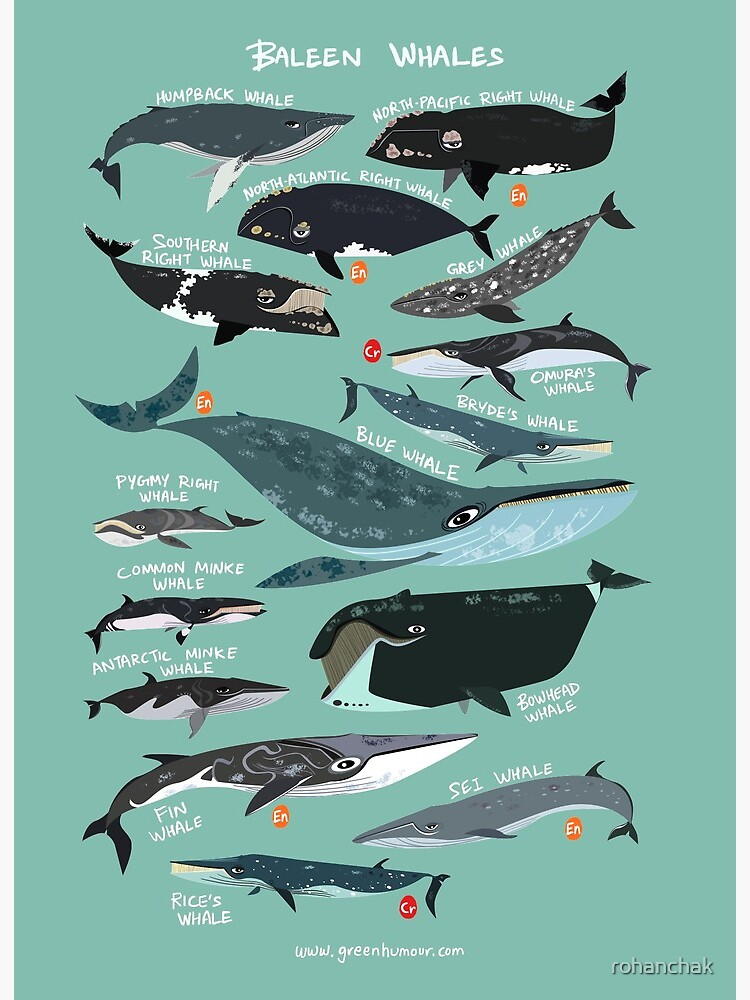 BALEEN WHALES
HUMPBACK WHALE
NORTH-PACIFIC RIGHT WHALE
En
NORTH-ATLANTIC RIGHT WHALE
En
SOUTHERN
RIGHT WHALE
GREY WHALE
Cr
OMURA'S
WHALE
En
BRYDE'S WHALE
BLUE WHALE
PYGMY RIGHT
WHALE
COMMON MINKE
WHALE
ANTARCTIC MINKE
WHALE
BOWHEAD
WHALE
FIN
WHALE
En
SEI WHALE
En
RICE'S
WHALE
Cr
www.greenhumour.com
rohanchak